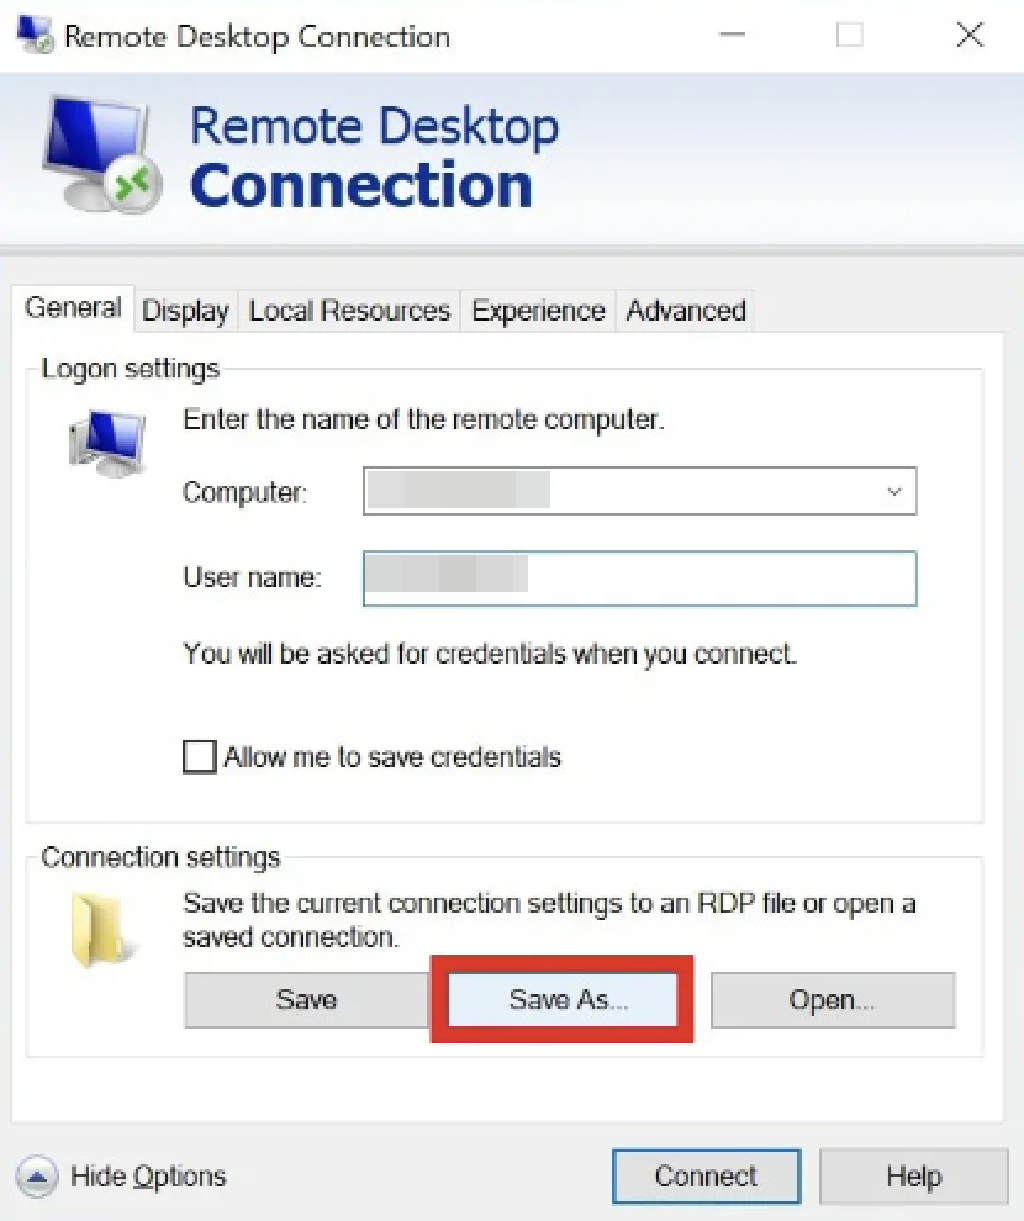 Remote Desktop Connection
Remote Desktop
Connection
General Display Local Resources Experience Advanced
Logon settings
Enter the name of the remote computer.
Computer:
User name:
You will be asked for credentials when you connect.
Allow me to save credentials
Connection settings
Save the current connection settings to an RDP file or open a
saved connection.
Save Save As... Open...
Hide Options Connect Help